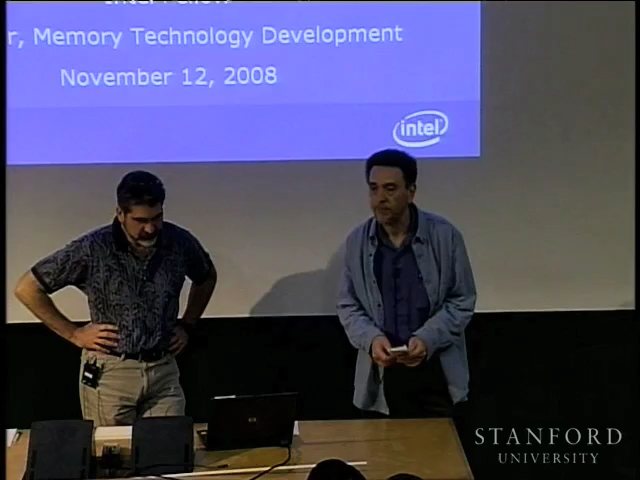 r, Memory Technology Development
November 12, 2008
intel
STANFORD
UNIVERSITY